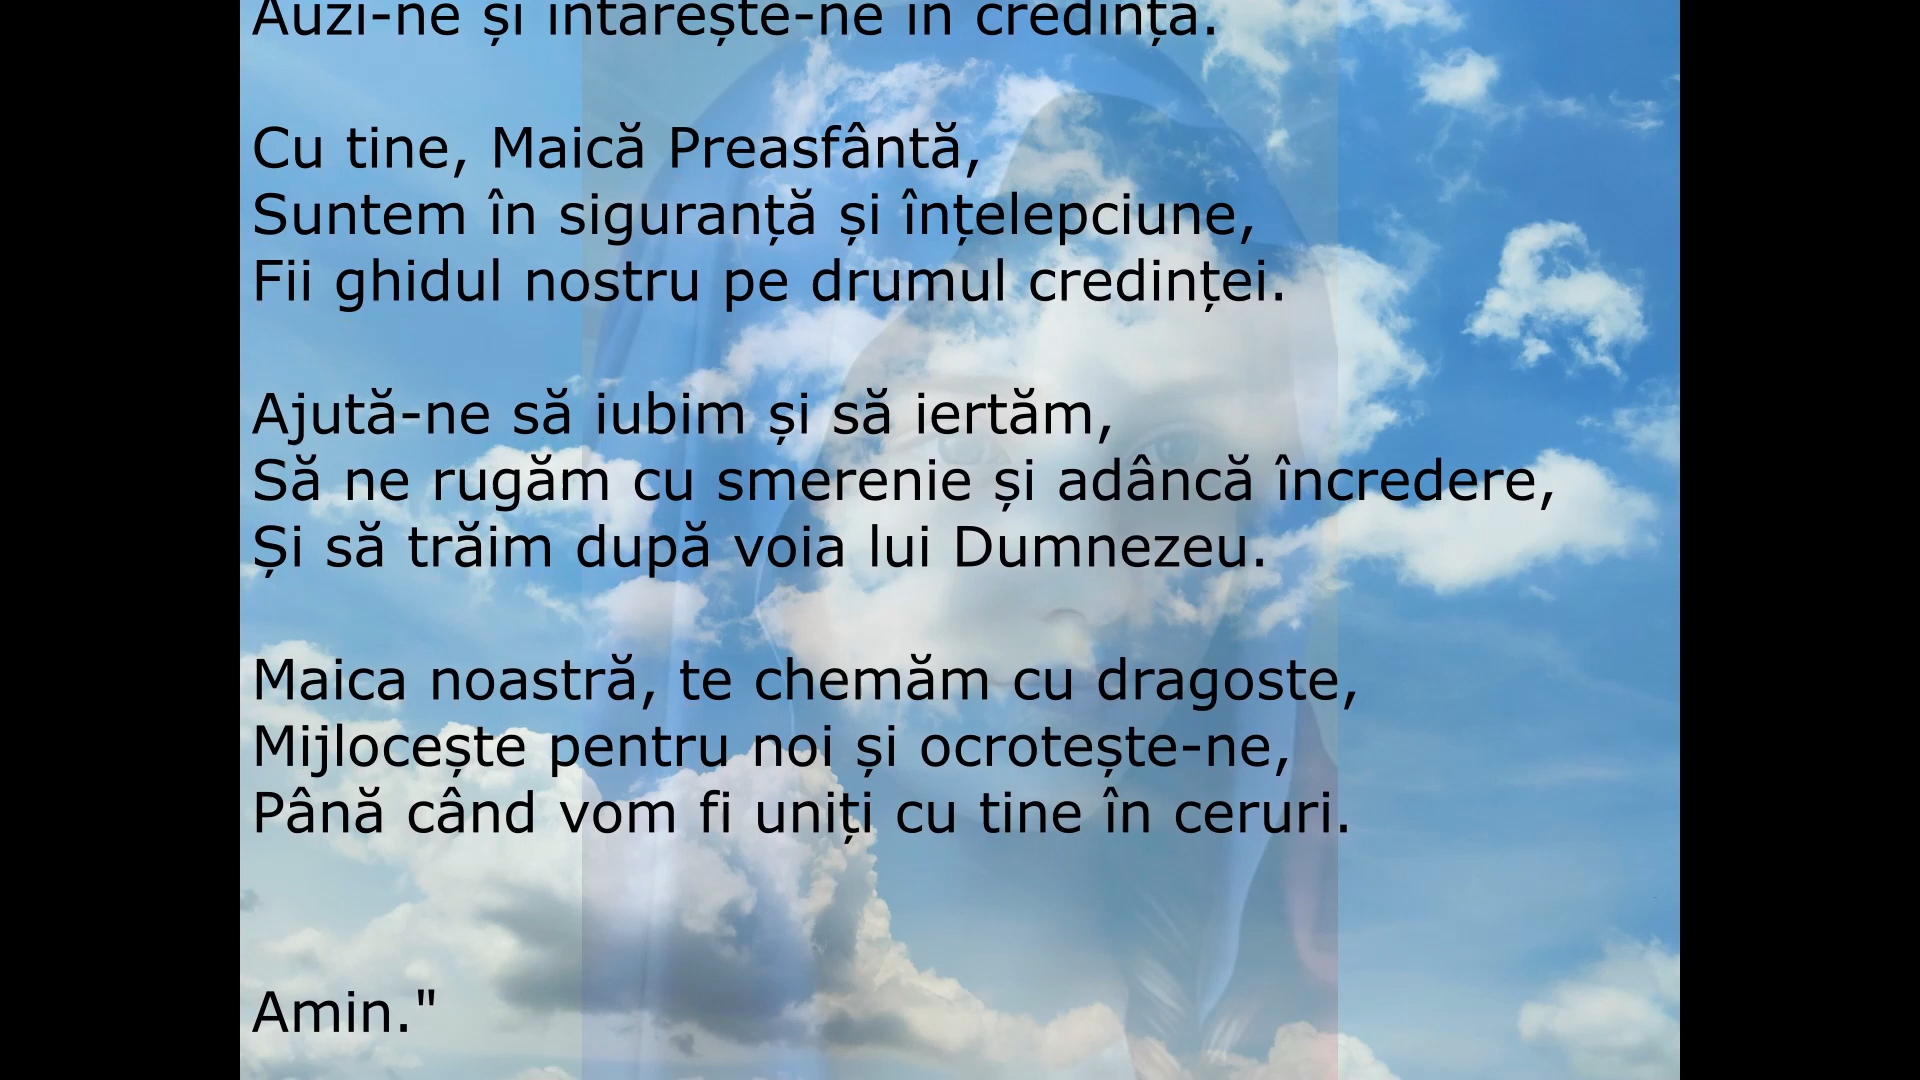 Auzi-ne și întărește-ne în credință.
Cu tine, Maică Preasfântă,
Suntem în siguranță și înțelepciune,
Fii ghidul nostru pe drumul credinței.
Ajută-ne să iubim și să iertăm,
Să ne rugăm cu smerenie și adâncă încredere,
Și să trăim după voia lui Dumnezeu.
Maica noastră, te chemăm cu dragoste,
Mijlocește pentru noi și ocrotește-ne,
Până când vom fi uniți cu tine în ceruri.
Amin."